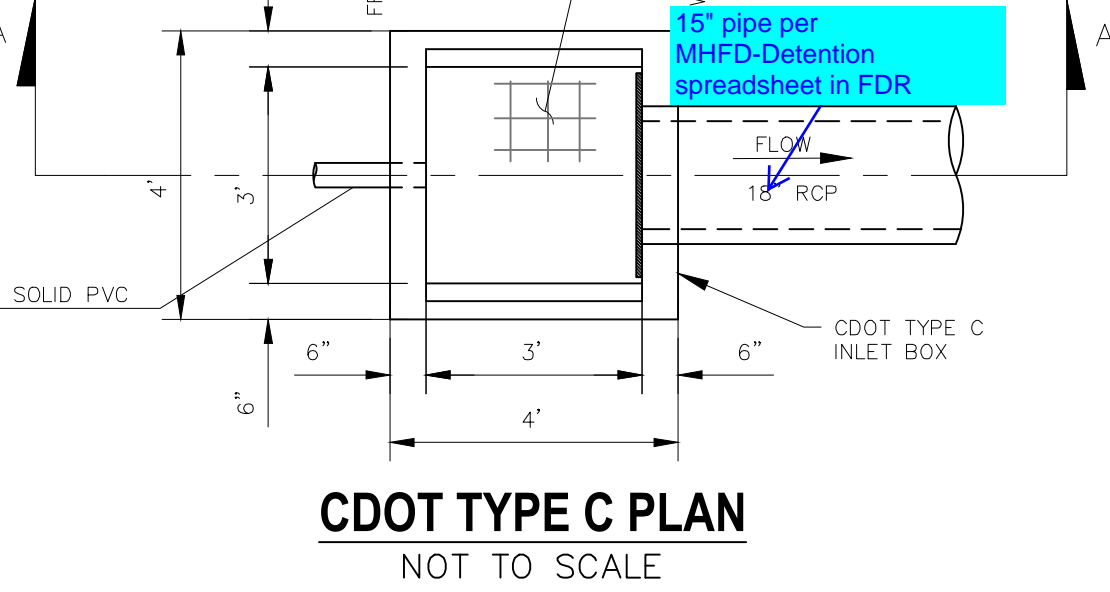 15" pipe per
MHFD-Detention
spreadsheet in FDR
A
A
FLOW
18" RCP
4'
3'
SOLID PVC
CDOT TYPE C
INLET BOX
6"
3'
6"
6"
4'
CDOT TYPE C PLAN
NOT TO SCALE